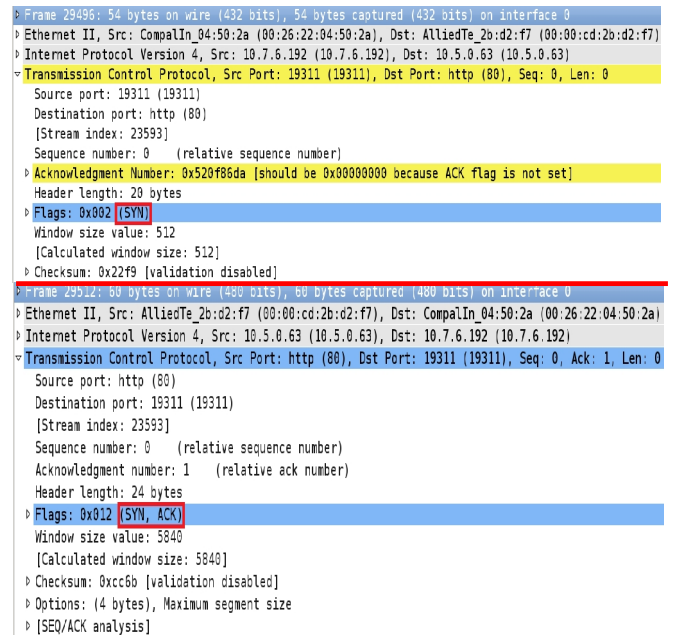 Frame 29496: 54 bytes on wire (432 bits), 54 bytes captured (432 bits) on interface 0
Ethernet II, Src: CompalIn_04:50:2a (00:26:22:04:50:2a), Dst: AlliedTe_2b:d2:f7 (00:00:cd:2b:d2:f7)
Internet Protocol Version 4, Src: 10.7.6.192 (10.7.6.192), Dst: 10.5.0.63 (10.5.0.63)
Transmission Control Protocol, Src Port: 19311 (19311), Dst Port: http (80), Seq: 0, Len: 0
Source port: 19311 (19311)
Destination port: http (80)
[Stream index: 23593]
Sequence number: 0 (relative sequence number)
Acknowledgment Number: 0x520f86da [should be 0x00000000 because ACK flag is not set]
Header length: 20 bytes
Flags: 0x002 (SYN)
Window size value: 512
[Calculated window size: 512]
Checksum: 0x22f9 [validation disabled]
Frame 29512: 60 bytes on wire (480 bits), 60 bytes captured (480 bits) on interface 0
Ethernet II, Src: AlliedTe_2b:d2:f7 (00:00:cd:2b:d2:f7), Dst: CompalIn_04:50:2a (00:26:22:04:50:2a)
Internet Protocol Version 4, Src: 10.5.0.63 (10.5.0.63), Dst: 10.7.6.192 (10.7.6.192)
Transmission Control Protocol, Src Port: http (80), Dst Port: 19311 (19311), Seq: 0, Ack: 1, Len: 0
Source port: http (80)
Destination port: 19311 (19311)
[Stream index: 23593]
Sequence number: 0 (relative sequence number)
Acknowledgment number: 1 (relative ack number)
Header length: 24 bytes
Flags: 0x012 (SYN, ACK)
Window size value: 5840
[Calculated window size: 5840]
Checksum: 0xcc6b [validation disabled]
Options: (4 bytes), Maximum segment size
[SEQ/ACK analysis]